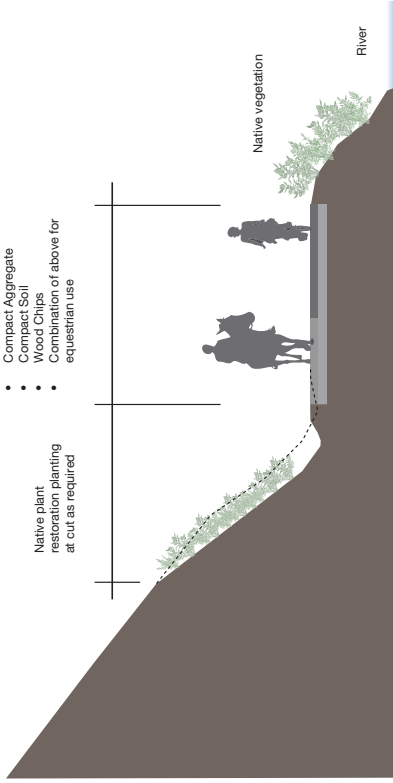 • Compact Aggregate
• Compact Soil
• Wood Chips
• Combination of above for
equestrian use
Native plant
restoration planting
at cut as required
Native vegetation
River